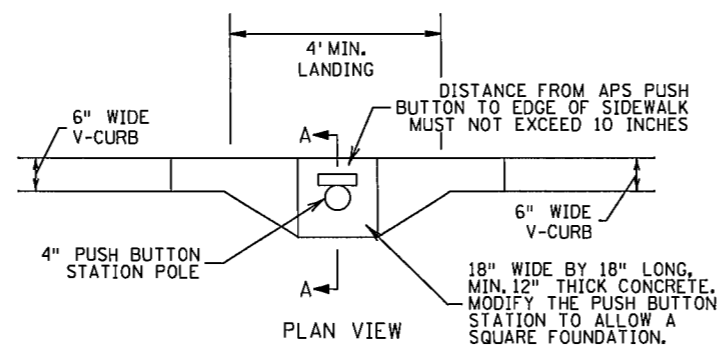 4' MIN.
LANDING
DISTANCE FROM APS PUSH
BUTTON TO EDGE OF SIDEWALK
MUST NOT EXCEED 10 INCHES
6" WIDE
V-CURB
A
6" WIDE
V-CURB
4" PUSH BUTTON
STATION POLE
A
18" WIDE BY 18" LONG,
MIN. 12" THICK CONCRETE.
MODIFY THE PUSH BUTTON
STATION TO ALLOW A
SQUARE FOUNDATION.
PLAN VIEW